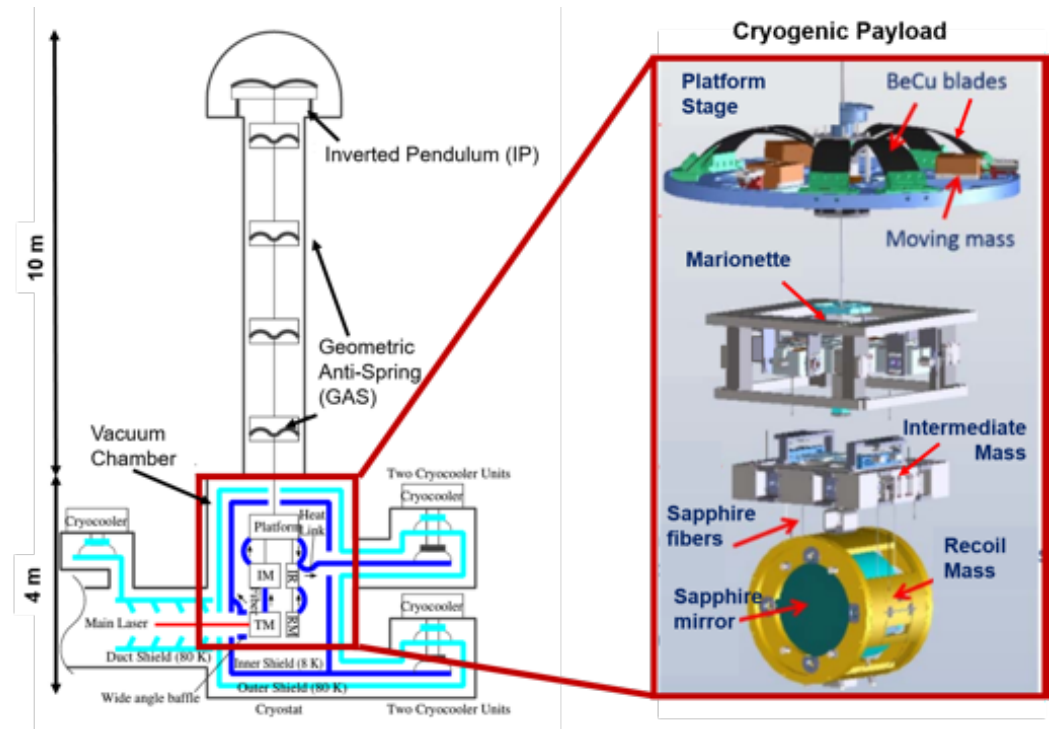 Cryogenic Payload
10 m
4 m
Inverted Pendulum (IP)
Geometric
Anti-Spring
(GAS)
Vacuum
Chamber
Two Cryocooler Units
Cryocooler
Cryocooler
Platform
Heat
Link
IM
IR
Fiber
TM
RM
Main Laser
Duct Shield (80 K)
Inner Shield (8 K)
Wide angle baffle
Outer Shield (80 K)
Cryostat
Cryocooler
Two Cryocooler Units
Platform
Stage
BeCu blades
Moving mass
Marionette
Intermediate
Mass
Sapphire
fibers
Recoil
Mass
Sapphire
mirror